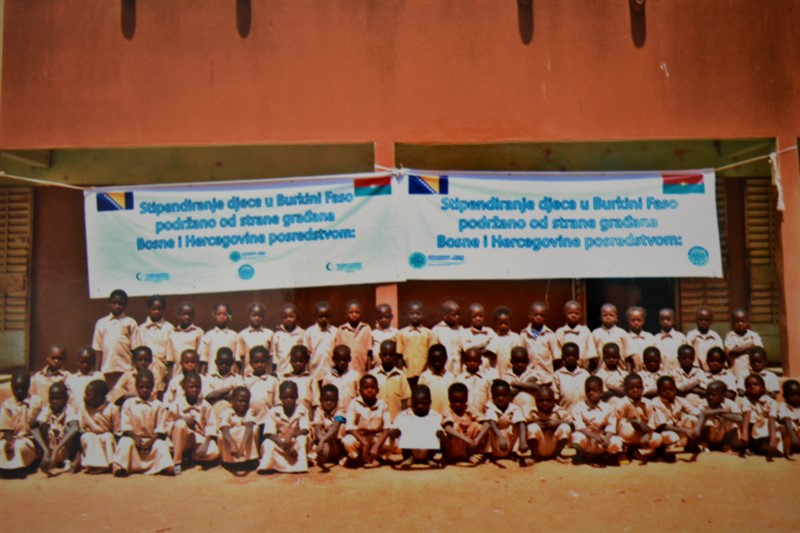 Stipendiranje djece u Burkini Faso
podržano od strane građana
Bosne i Hercegovine posredstvom:
Stipendiranje djece u Burkini Faso
podržano od strane građana
Bosne i Hercegovine posredstvom: